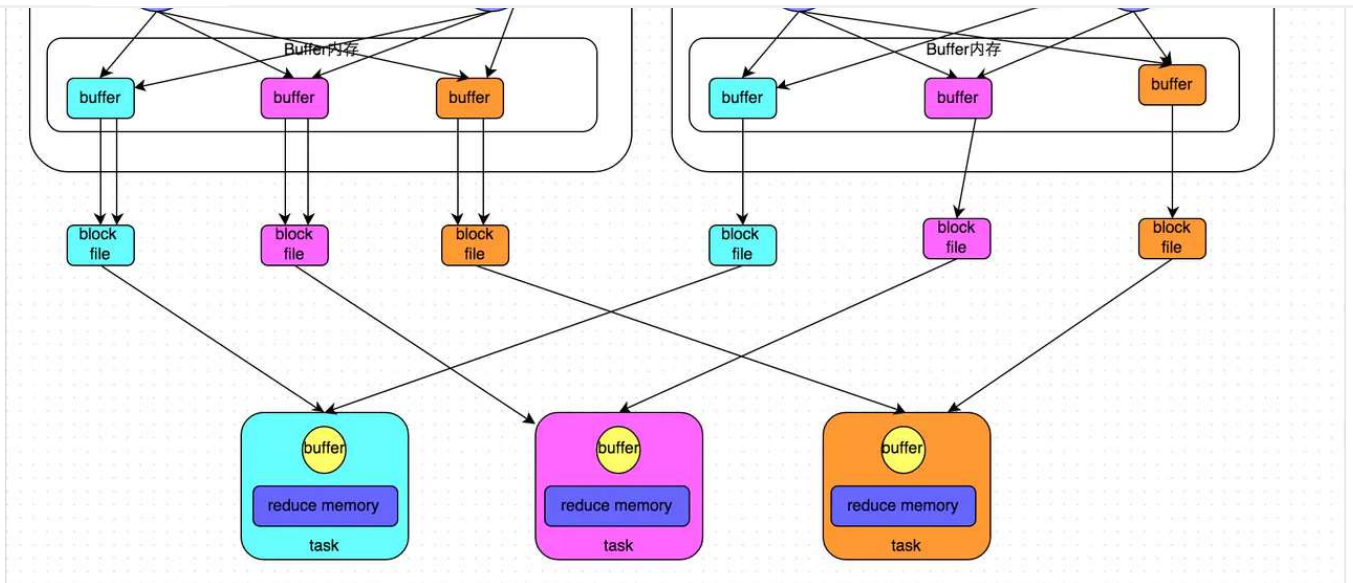 Buffer内存
Buffer内存
buffer
buffer
buffer
buffer
buffer
buffer
block
file
block
file
block
file
block
file
block
file
block
file
buffer
buffer
buffer
reduce memory
reduce memory
reduce memory
task
task
task